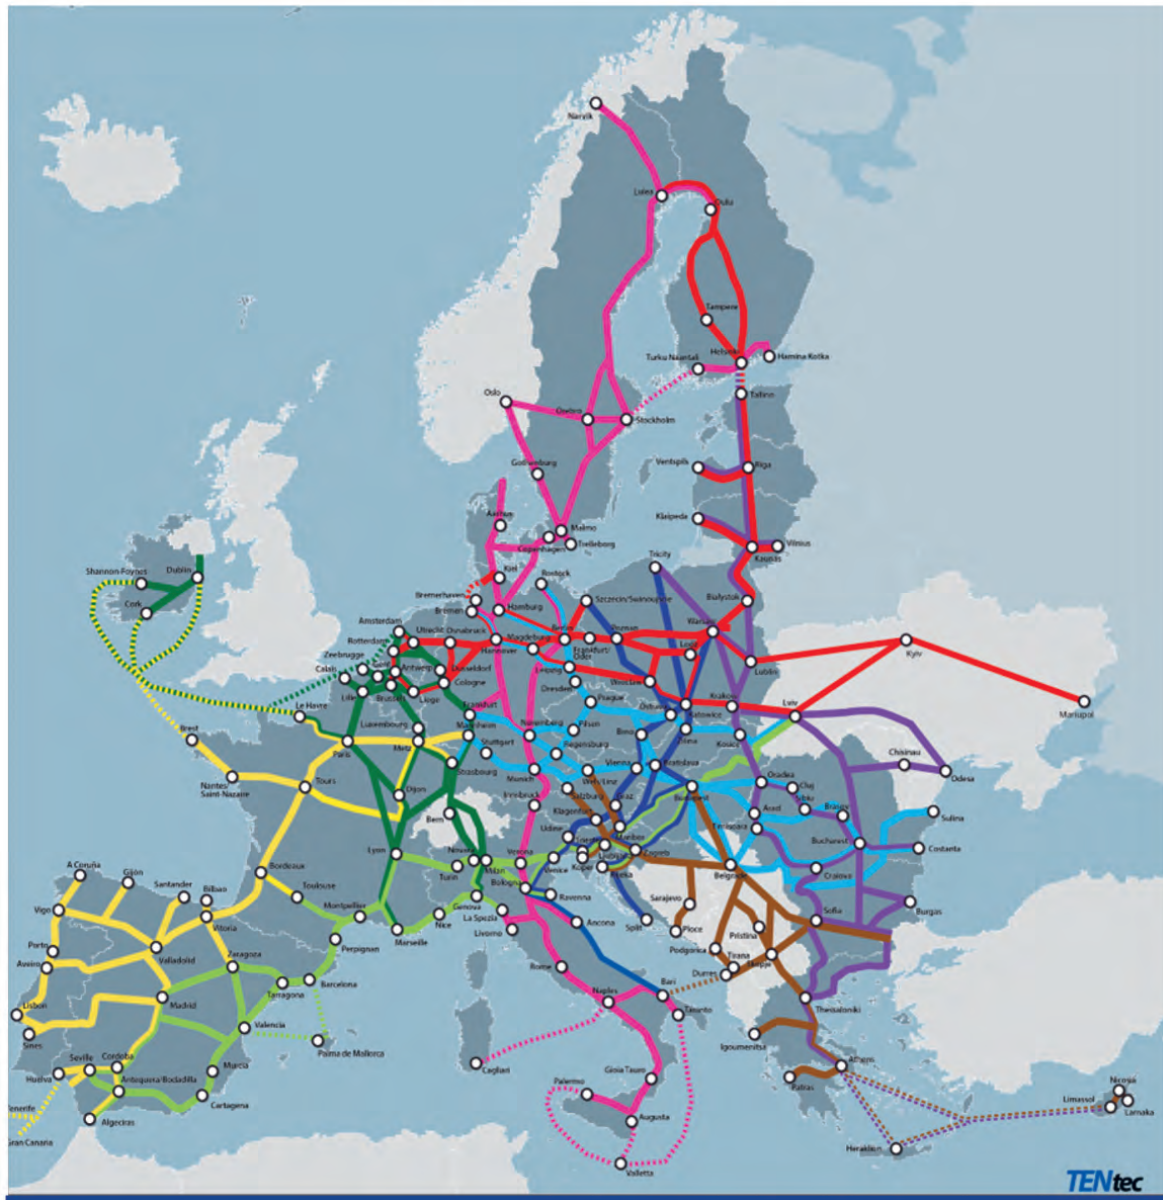 Narvik
Lulea
Oulu
Tampere
Turku Naantali
Helsinki
Hamina Kotka
Tallinn
Oslo
Orebro
Stockholm
Gothenburg
Ventspils
Riga
Klaipeda
Aarhus
Malmo
Copenhagen
Trelleborg
Vilnius
Kaunas
Tricity
Shannon-Foynes
Dublin
Cork
Kiel
Rostock
Bremerhaven
Bremen
Hamburg
Szczecin/Swinoujscie
Bialystok
Amsterdam
Rotterdam
Utrecht
Osnabruck
Hannover
Magdeburg
Berlin
Frankfurt/
Oder
Poznan
Warsaw
Lodz
Kyiv
Zeebrugge
Calais
Antwerp
Dusseldorf
Cologne
Leipzig
Dresden
Wroclaw
Lublin
Lille
Brussels
Liege
Le Havre
Luxembourg
Frankfurt
Mannheim
Prague
Ostrava
Katowice
Krakow
Lviv
Mariupol
Brest
Paris
Metz
Stuttgart
Nuremberg
Pilsen
Regensburg
Brno
Zilina
Kosice
Chisinau
Odesa
Nantes/
Saint-Nazaire
Tours
Strasbourg
Munich
Vienna
Bratislava
Wels/Linz
Salzburg
Dijon
Bern
Innsbruck
Graz
Budapest
Oradea
Cluj
Sibiu
Brasov
Arad
Timisoara
Sulina
Klagenfurt
Udine
Maribor
Ljubljana
Zagreb
Lyon
Novara
Milan
Verona
Venice
Koper
Rijeka
Belgrade
Bucharest
Costanta
Craiova
A Coruña
Gijón
Santander
Bilbao
Bordeaux
Toulouse
Turin
Genova
Bologna
Ravenna
Vigo
Vitoria
Montpellier
Marseille
Nice
La Spezia
Livorno
Ancona
Split
Sarajevo
Ploce
Podgorica
Pristina
Sofia
Burgas
Porto
Aveiro
Valladolid
Zaragoza
Perpignan
Barcelona
Tarragona
Rome
Tirana
Skopje
Durres
Lisbon
Sines
Madrid
Valencia
Palma de Mallorca
Naples
Bari
Taranto
Thessaloniki
Igoumenitsa
Seville
Cordoba
Huelva
Antequera/Bobadilla
Murcia
Cartagena
Algeciras
Cagliari
Palermo
Gioia Tauro
Augusta
Valletta
Athens
Patras
Heraklion
Nicosia
Limassol
Larnaka
Gran Canaria
TENtec